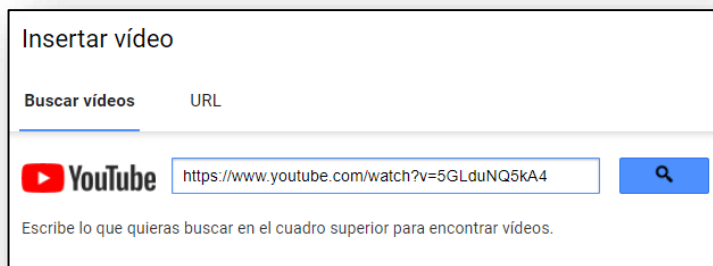 Insertar vídeo
Buscar vídeos URL
YouTube https://www.youtube.com/watch?v=5GLduNQ5kA4
Escribe lo que quieras buscar en el cuadro superior para encontrar vídeos.